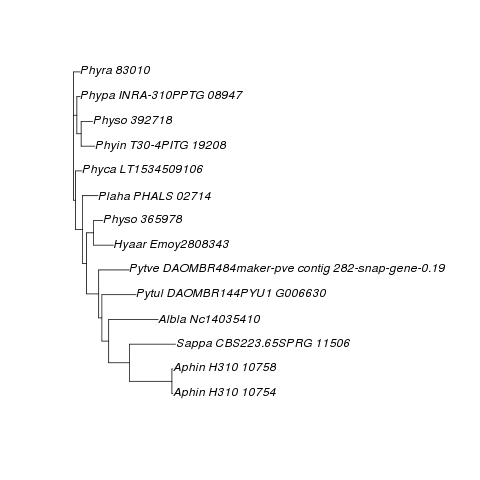 Phyra 83010
Phypa INRA-310PPTG 08947
Physo 392718
Phyin T30-4PITG 19208
Phyca LT1534509106
Plaha PHALS 02714
Physo 365978
Hyaar Emoy2808343
Pytve DAOMBR484maker-pve contig 282-snap-gene-0.19
Pytul DAOMBR144PYU1 G006630
Albla Nc14035410
Sappa CBS223.65SPRG 11506
Aphin H310 10758
Aphin H310 10754